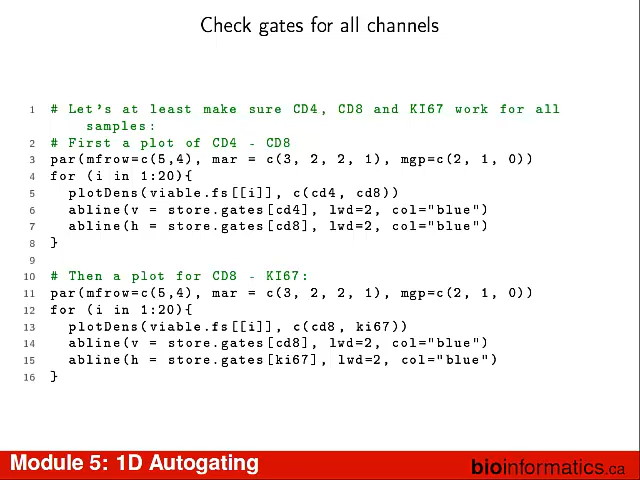 Check gates for all channels
1 # Let's at least make sure CD4, CD8 and KI67 work for all
samples:
2 # First a plot of CD4 - CD8
3 par(mfrow=c(5,4), mar = c(3, 2, 2, 1), mgp=c(2, 1, 0))
4 for (i in 1:20){
5 plotDens(viable.fs[[i]], c(cd4, cd8))
6 abline(v = store.gates[cd4], lwd=2, col="blue")
7 abline(h = store.gates[cd8], lwd=2, col="blue")
8 }
9
10 # Then a plot for CD8 - KI67:
11 par(mfrow=c(5,4), mar = c(3, 2, 2, 1), mgp=c(2, 1, 0))
12 for (i in 1:20){
13 plotDens(viable.fs[[i]], c(cd8, ki67))
14 abline(v = store.gates[cd8], lwd=2, col="blue")
15 abline(h = store.gates[ki67], lwd=2, col="blue")
16 }
Module 5: 1D Autogating
bioinformatics.ca